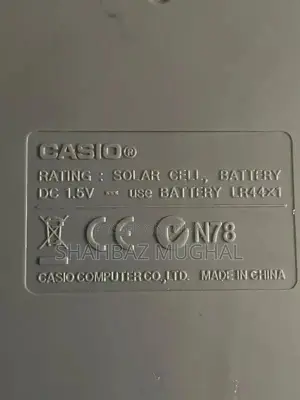 CASIO®
RATING : SOLAR CELL, BATTERY
DC 1.5V ⎓ use BATTERY LR44×1
CE N78
SHAHBAZ MUGHAL
CASIO COMPUTER CO., LTD. MADE IN CHINA